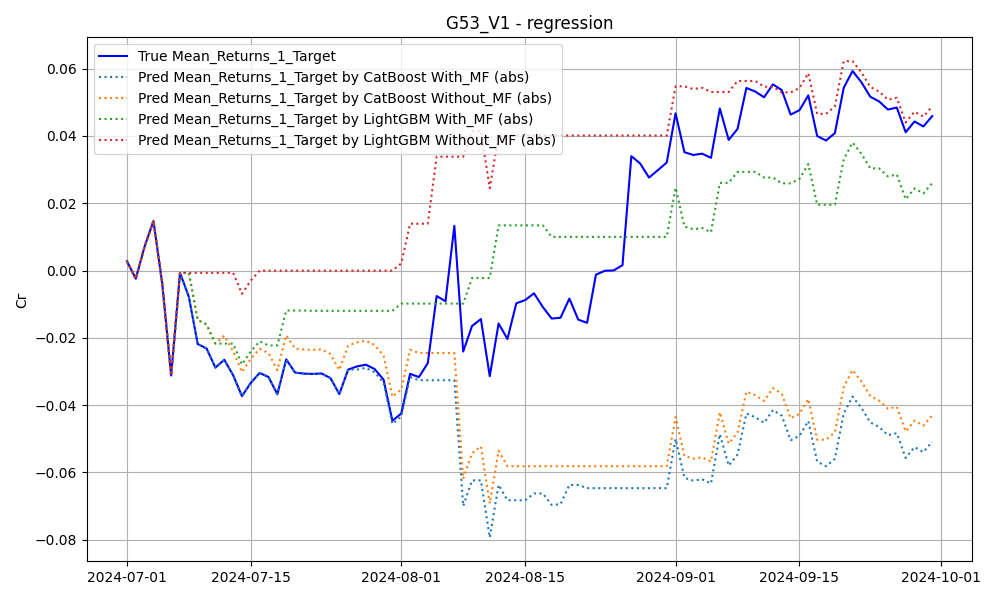 G53_V1 - regression
True Mean_Returns_1_Target
Pred Mean_Returns_1_Target by CatBoost With_MF (abs)
Pred Mean_Returns_1_Target by CatBoost Without_MF (abs)
Pred Mean_Returns_1_Target by LightGBM With_MF (abs)
Pred Mean_Returns_1_Target by LightGBM Without_MF (abs)
Cr
0.06
0.04
0.02
0.00
−0.02
−0.04
−0.06
−0.08
2024-07-01 2024-07-15 2024-08-01 2024-08-15 2024-09-01 2024-09-15 2024-10-01